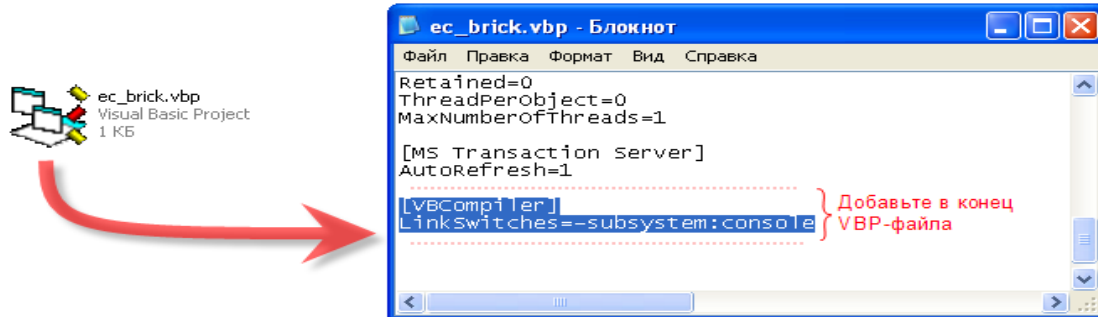 ec_brick.vbp
Visual Basic Project
1 КБ
ec_brick.vbp - Блокнот
Файл Правка Формат Вид Справка
Retained=0
ThreadPerObject=0
MaxNumberOfThreads=1
[MS Transaction Server]
AutoRefresh=1
[VBCompiler]
LinkSwitches=-subsystem:console
Добавьте в конец
VBP-файла